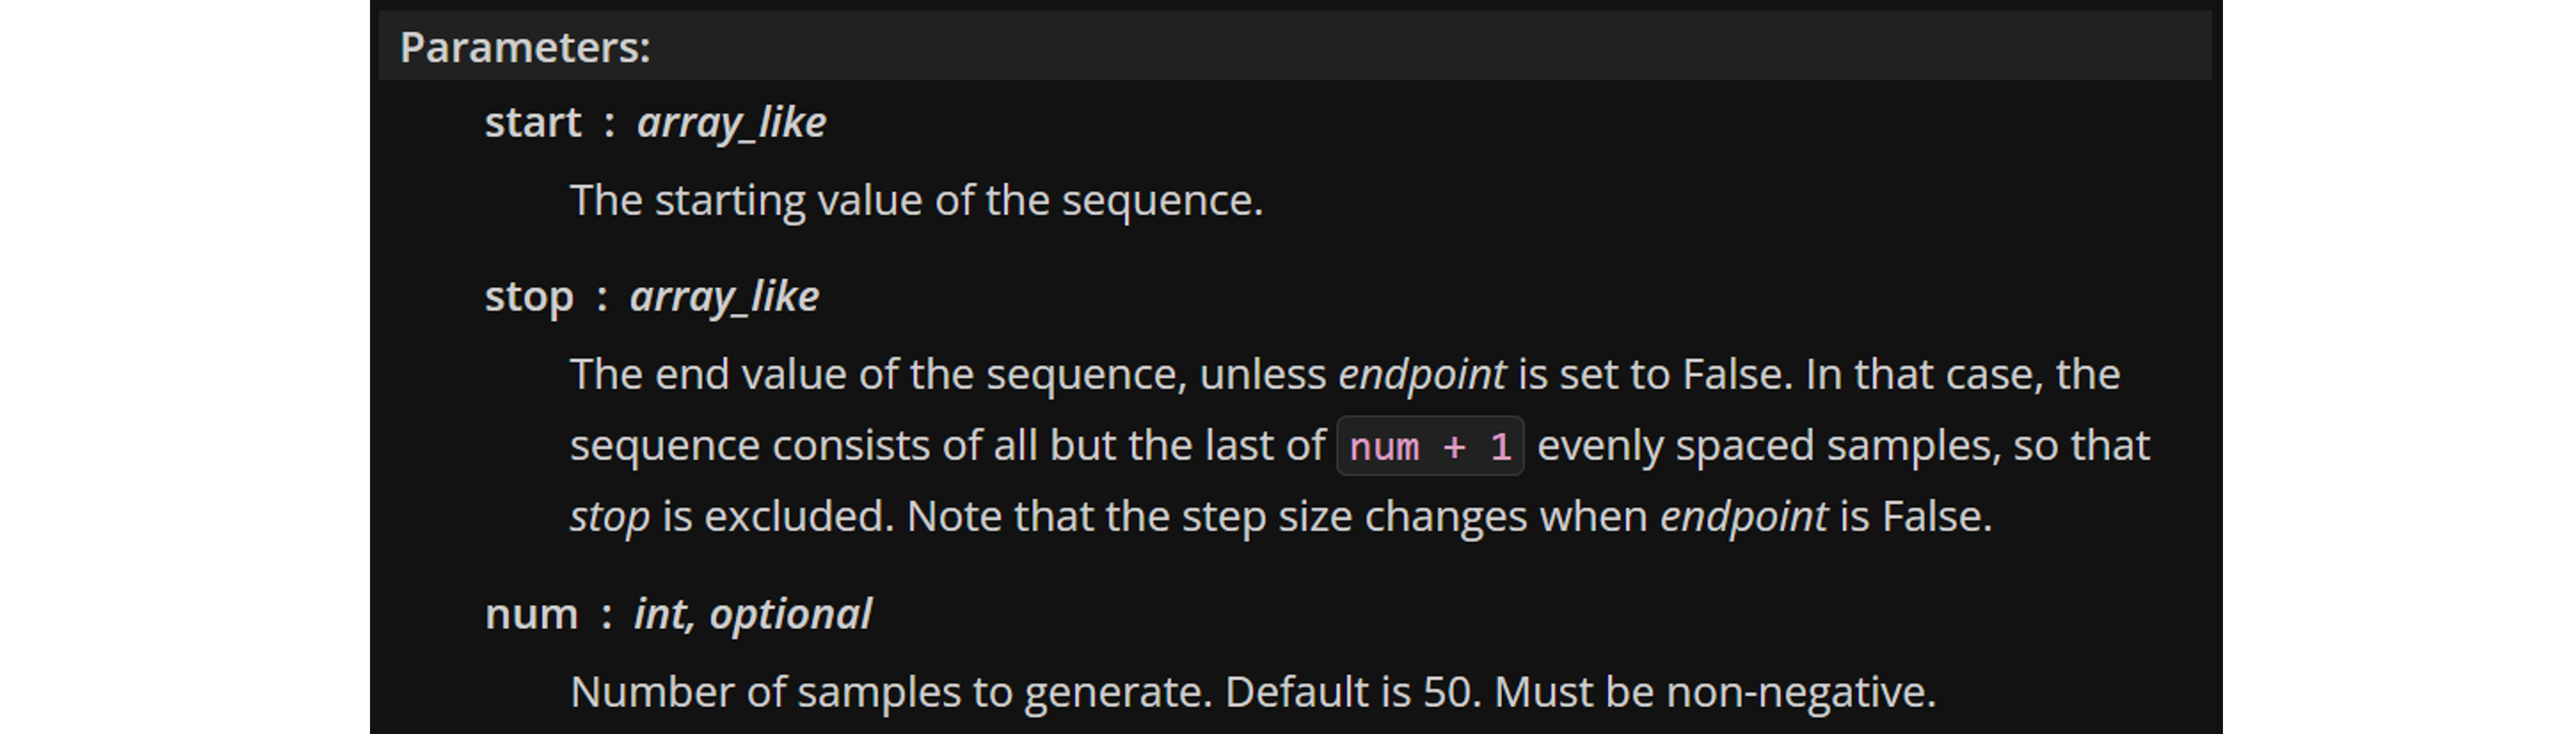 Parameters:
start : array_like
The starting value of the sequence.
stop : array_like
The end value of the sequence, unless endpoint is set to False. In that case, the
sequence consists of all but the last of num + 1 evenly spaced samples, so that
stop is excluded. Note that the step size changes when endpoint is False.
num : int, optional
Number of samples to generate. Default is 50. Must be non-negative.